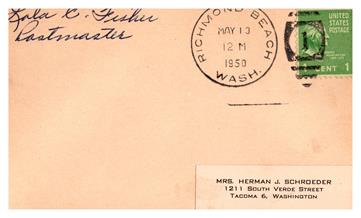 Lola C. Fisher
Postmaster
RICHMOND BEACH
MAY 13
12 M
1950
WASH.
1
UNITED
STATES
POSTAGE
CENT 1
MRS. HERMAN J. SCHROEDER
1211 SOUTH VERDE STREET
TACOMA 6, WASHINGTON